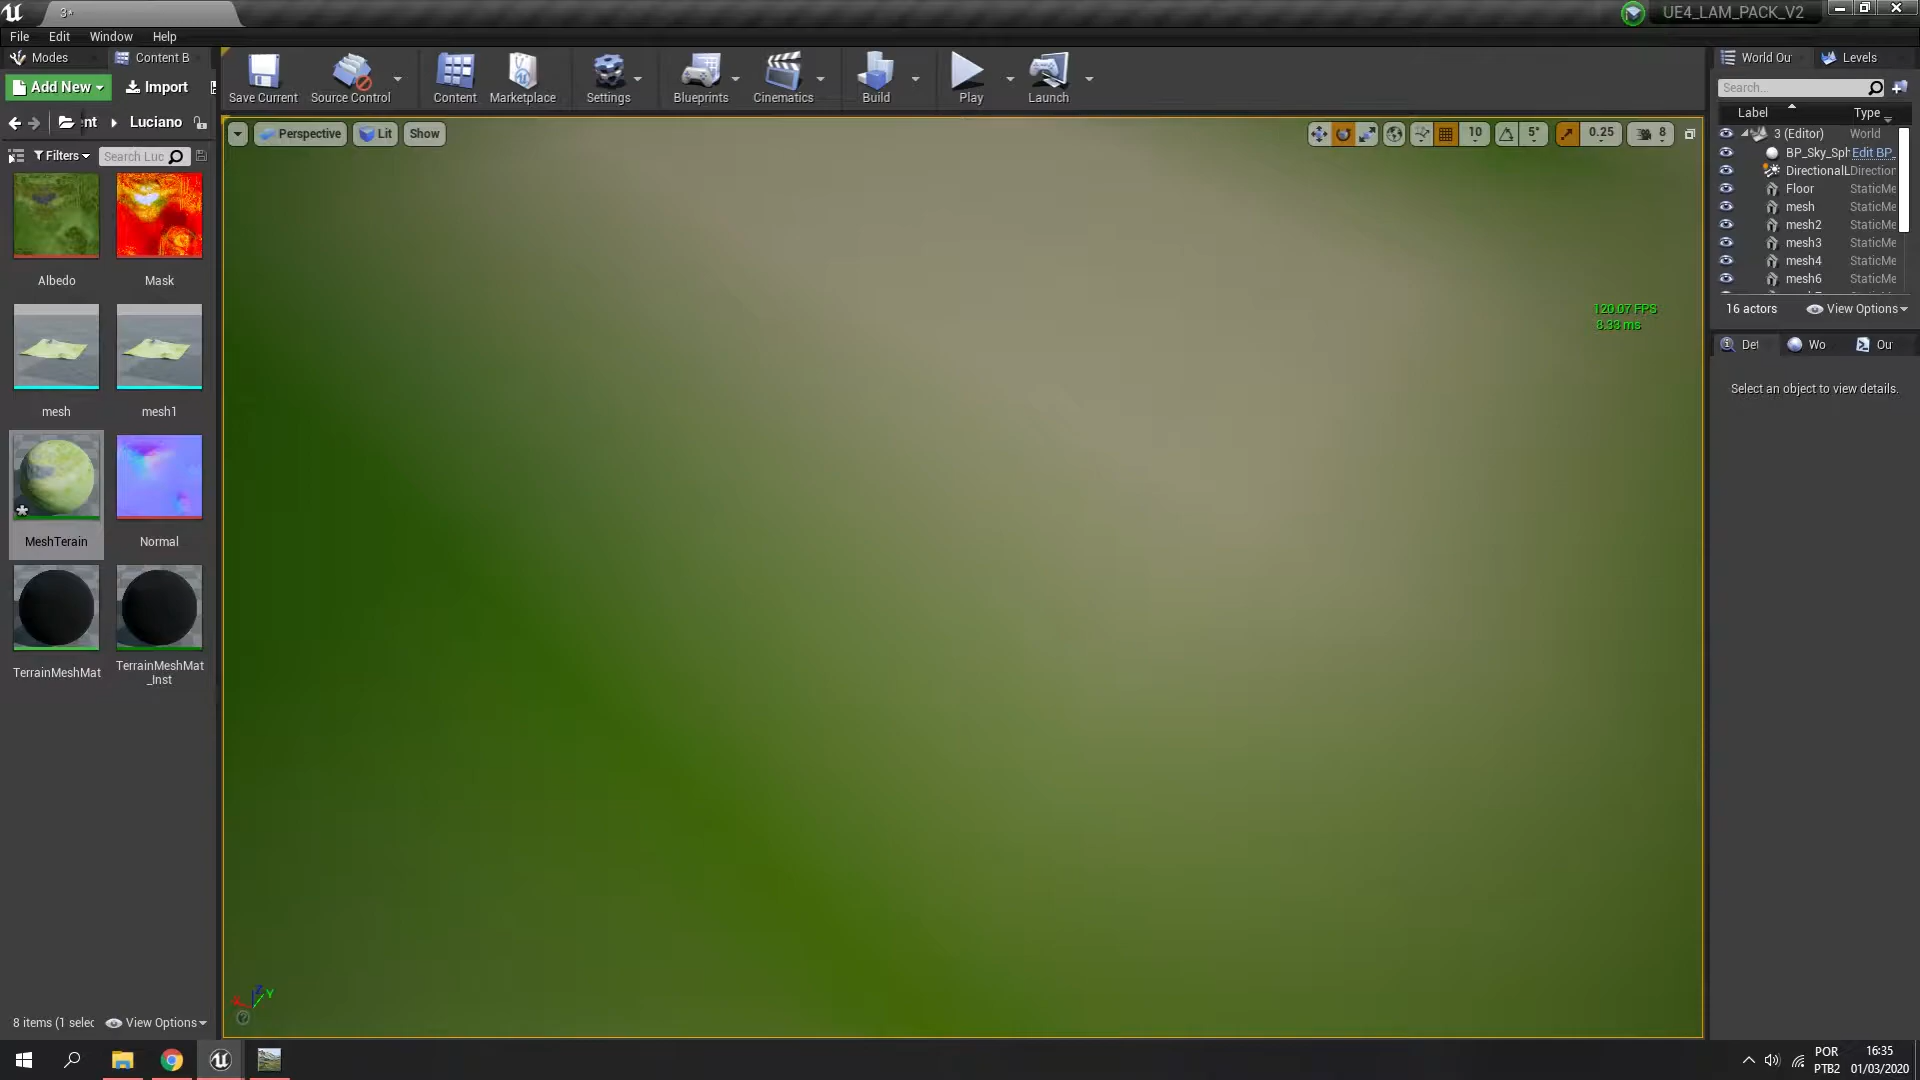 3*
UE4_LAM_PACK_V2
File Edit Window Help
Modes
Content B
Add New
Import
Save Current
Source Control
Content
Marketplace
Settings
Blueprints
Cinematics
Build
Play
Launch
World Ou
Levels
Search...
nt
Luciano
Filters
Search Luc
Perspective
Lit
Show
10
5°
0.25
8
Label
Type
3 (Editor) World
BP_Sky_Sph Edit BP_
DirectionalL Direction
Floor StaticMe
mesh StaticMe
mesh2 StaticMe
mesh3 StaticMe
mesh4 StaticMe
mesh6 StaticMe
16 actors
View Options
120.07 FPS
8.33 ms
Det
Wo
Ou
Select an object to view details.
Albedo
Mask
mesh
mesh1
MeshTerain
Normal
TerrainMeshMat
TerrainMeshMat
_Inst
Y
8 items (1 selec
View Options
POR
PTB2
16:35
01/03/2020